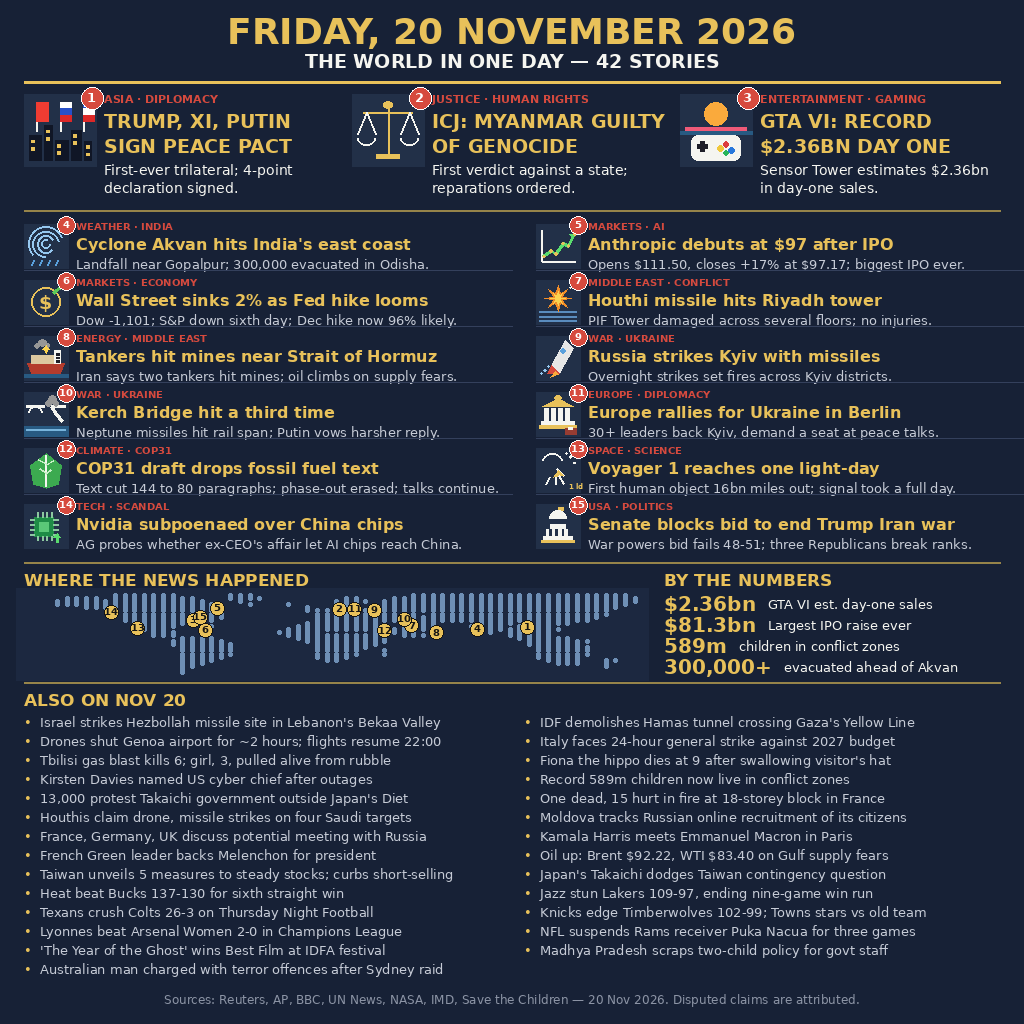 FRIDAY, 20 NOVEMBER 2026
THE WORLD IN ONE DAY — 42 STORIES
1
ASIA · DIPLOMACY
TRUMP, XI, PUTIN
SIGN PEACE PACT
First-ever trilateral; 4-point
declaration signed.
2
JUSTICE · HUMAN RIGHTS
ICJ: MYANMAR GUILTY
OF GENOCIDE
First verdict against a state;
reparations ordered.
3
ENTERTAINMENT · GAMING
GTA VI: RECORD
$2.36BN DAY ONE
Sensor Tower estimates $2.36bn
in day-one sales.
4
WEATHER · INDIA
Cyclone Akvan hits India's east coast
Landfall near Gopalpur; 300,000 evacuated in Odisha.
5
MARKETS · AI
Anthropic debuts at $97 after IPO
Opens $111.50, closes +17% at $97.17; biggest IPO ever.
6
MARKETS · ECONOMY
$
Wall Street sinks 2% as Fed hike looms
Dow -1,101; S&P down sixth day; Dec hike now 96% likely.
7
MIDDLE EAST · CONFLICT
Houthi missile hits Riyadh tower
PIF Tower damaged across several floors; no injuries.
8
ENERGY · MIDDLE EAST
Tankers hit mines near Strait of Hormuz
Iran says two tankers hit mines; oil climbs on supply fears.
9
WAR · UKRAINE
Russia strikes Kyiv with missiles
Overnight strikes set fires across Kyiv districts.
10
WAR · UKRAINE
Kerch Bridge hit a third time
Neptune missiles hit rail span; Putin vows harsher reply.
11
EUROPE · DIPLOMACY
Europe rallies for Ukraine in Berlin
30+ leaders back Kyiv, demand a seat at peace talks.
12
CLIMATE · COP31
COP31 draft drops fossil fuel text
Text cut 144 to 80 paragraphs; phase-out erased; talks continue.
13
SPACE · SCIENCE
1 ld
Voyager 1 reaches one light-day
First human object 16bn miles out; signal took a full day.
14
TECH · SCANDAL
Nvidia subpoenaed over China chips
AG probes whether ex-CEO's affair let AI chips reach China.
15
USA · POLITICS
Senate blocks bid to end Trump Iran war
War powers bid fails 48-51; three Republicans break ranks.
WHERE THE NEWS HAPPENED
14
13
3
15
5
6
2
11
9
12
10
7
8
4
1
BY THE NUMBERS
$2.36bn GTA VI est. day-one sales
$81.3bn Largest IPO raise ever
589m children in conflict zones
300,000+ evacuated ahead of Akvan
ALSO ON NOV 20
• Israel strikes Hezbollah missile site in Lebanon's Bekaa Valley
• Drones shut Genoa airport for ~2 hours; flights resume 22:00
• Tbilisi gas blast kills 6; girl, 3, pulled alive from rubble
• Kirsten Davies named US cyber chief after outages
• 13,000 protest Takaichi government outside Japan's Diet
• Houthis claim drone, missile strikes on four Saudi targets
• France, Germany, UK discuss potential meeting with Russia
• French Green leader backs Melenchon for president
• Taiwan unveils 5 measures to steady stocks; curbs short-selling
• Heat beat Bucks 137-130 for sixth straight win
• Texans crush Colts 26-3 on Thursday Night Football
• Lyonnes beat Arsenal Women 2-0 in Champions League
• 'The Year of the Ghost' wins Best Film at IDFA festival
• Australian man charged with terror offences after Sydney raid
• IDF demolishes Hamas tunnel crossing Gaza's Yellow Line
• Italy faces 24-hour general strike against 2027 budget
• Fiona the hippo dies at 9 after swallowing visitor's hat
• Record 589m children now live in conflict zones
• One dead, 15 hurt in fire at 18-storey block in France
• Moldova tracks Russian online recruitment of its citizens
• Kamala Harris meets Emmanuel Macron in Paris
• Oil up: Brent $92.22, WTI $83.40 on Gulf supply fears
• Japan's Takaichi dodges Taiwan contingency question
• Jazz stun Lakers 109-97, ending nine-game win run
• Knicks edge Timberwolves 102-99; Towns stars vs old team
• NFL suspends Rams receiver Puka Nacua for three games
• Madhya Pradesh scraps two-child policy for govt staff
Sources: Reuters, AP, BBC, UN News, NASA, IMD, Save the Children — 20 Nov 2026. Disputed claims are attributed.